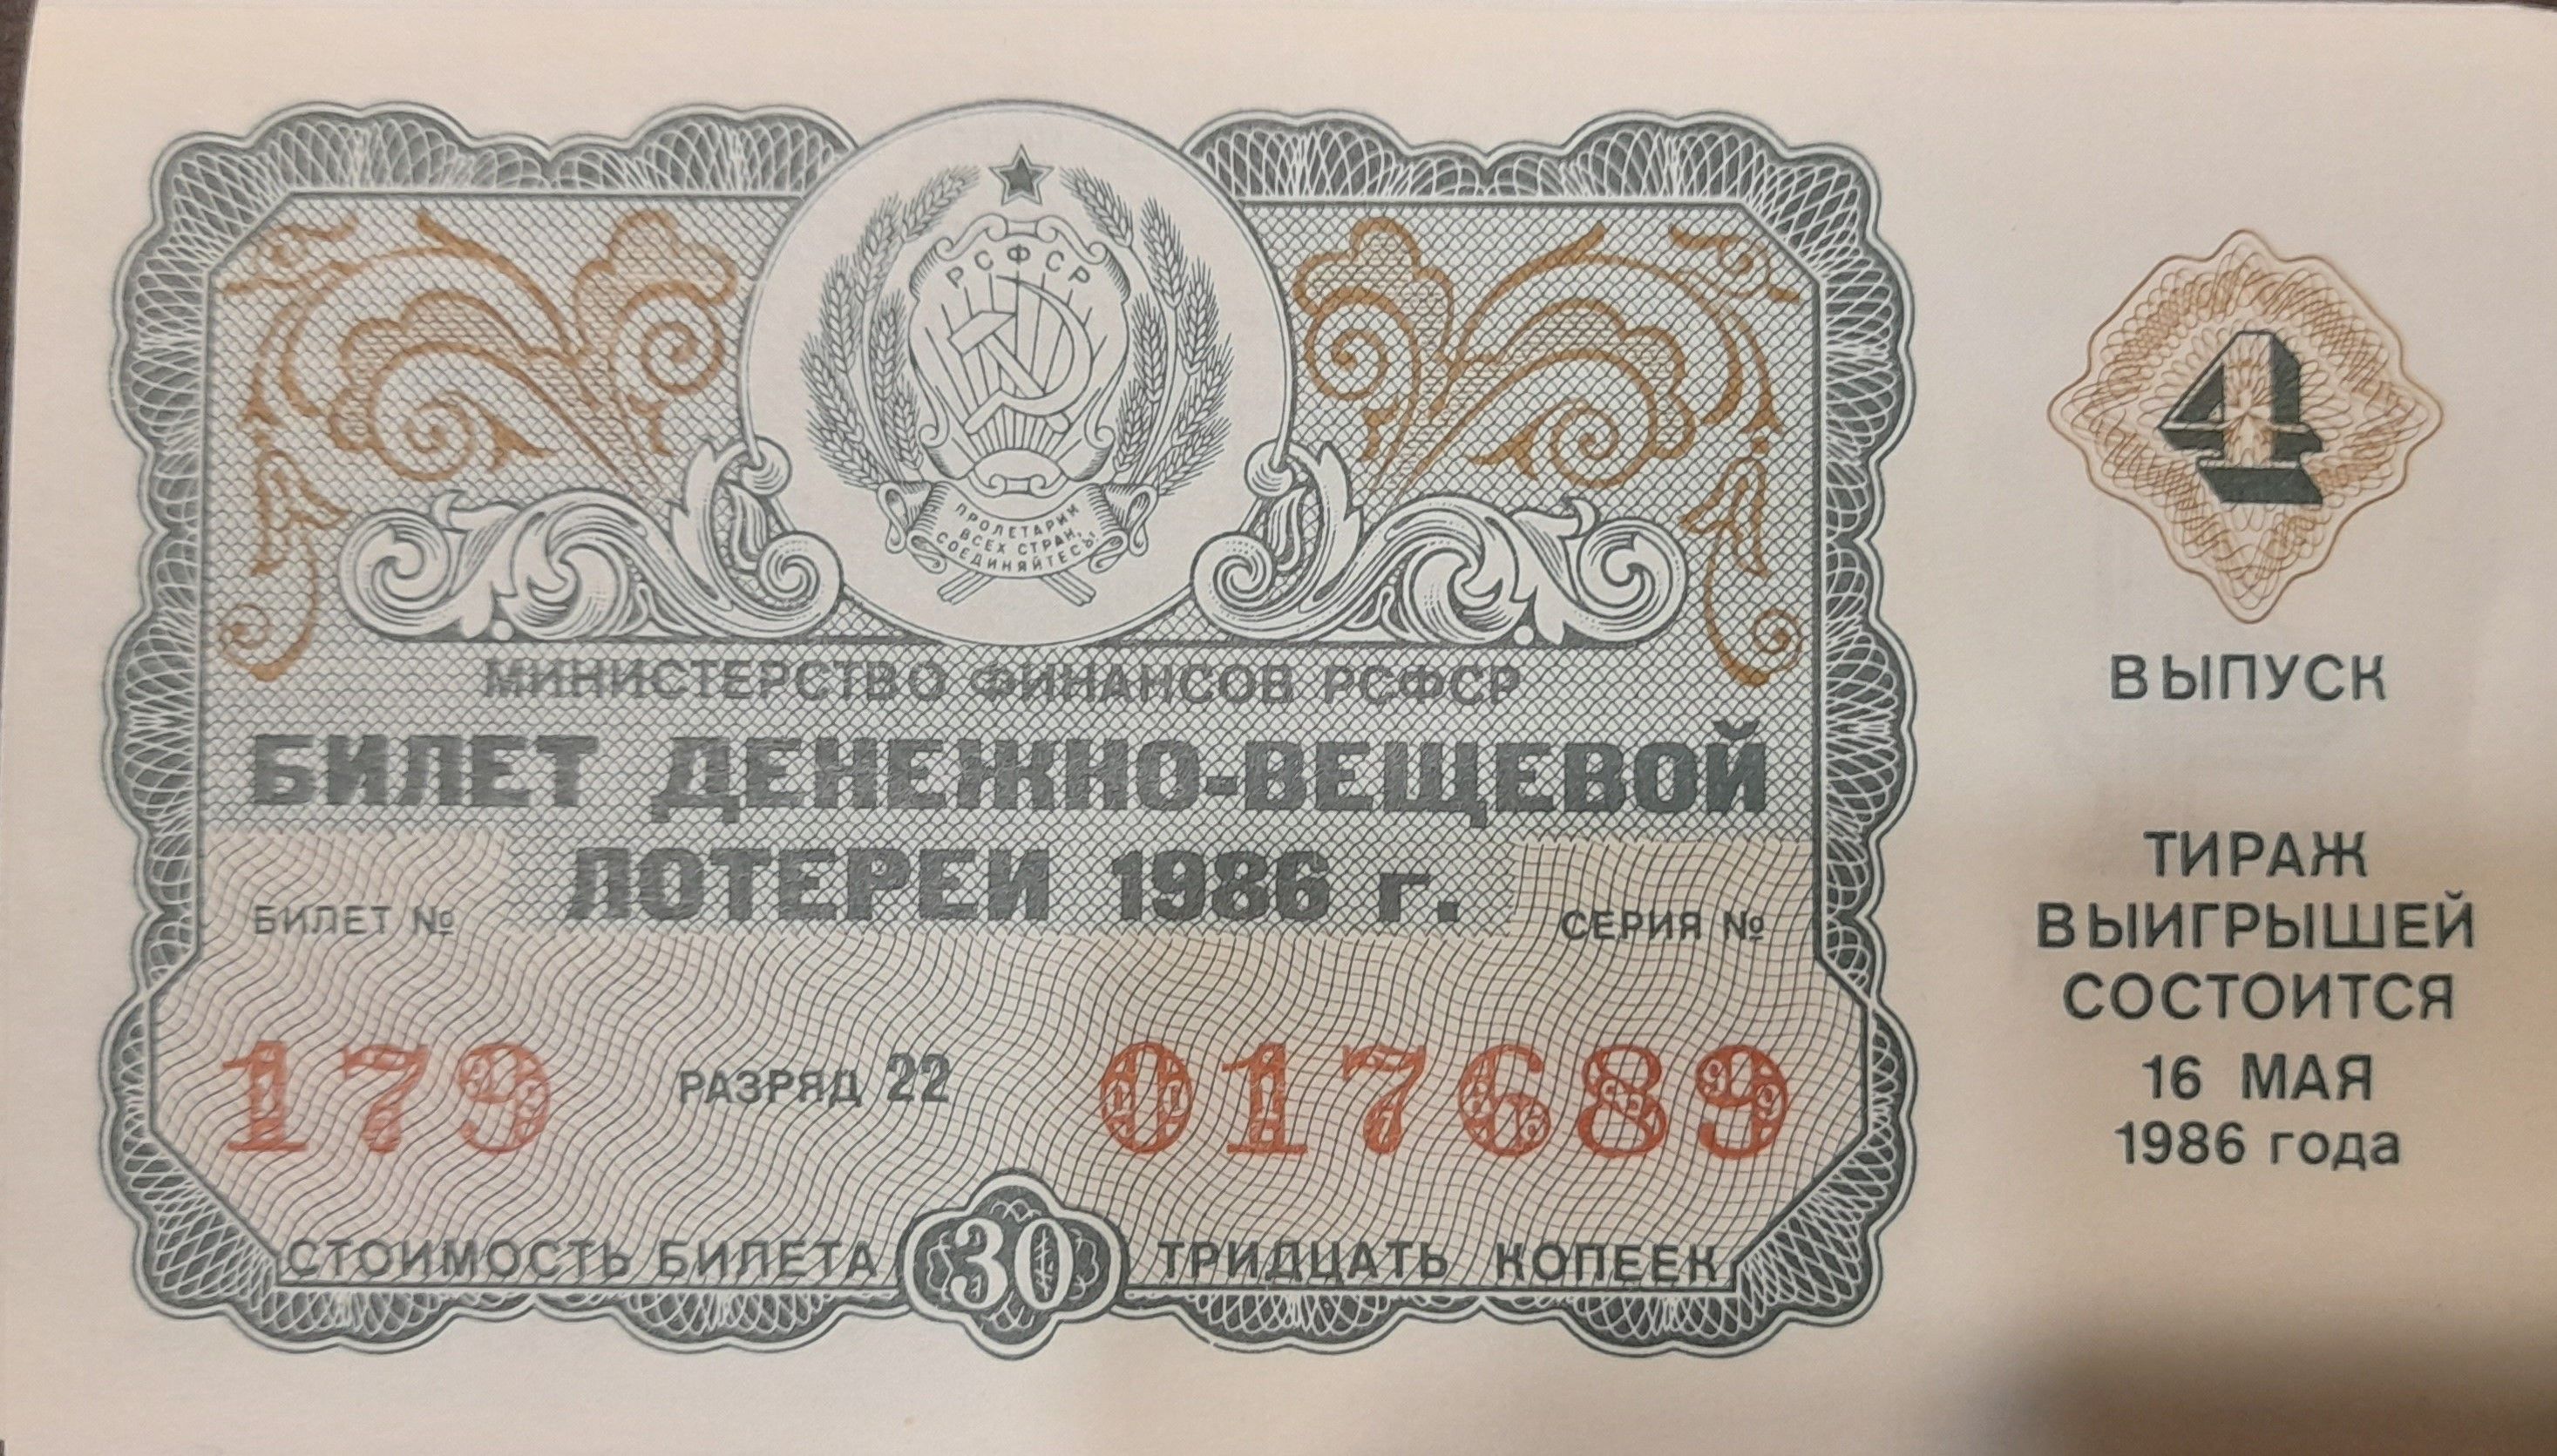 РСФСР
ПРОЛЕТАРИИ
ВСЕХ СТРАН,
СОЕДИНЯЙТЕСЬ!
МИНИСТЕРСТВО ФИНАНСОВ РСФСР
БИЛЕТ ДЕНЕЖНО-ВЕЩЕВОЙ
ЛОТЕРЕИ 1986 г.
БИЛЕТ №
СЕРИЯ №
179
РАЗРЯД 22
017689
СТОИМОСТЬ БИЛЕТА 30 ТРИДЦАТЬ КОПЕЕК
4
ВЫПУСК
ТИРАЖ
ВЫИГРЫШЕЙ
СОСТОИТСЯ
16 МАЯ
1986 года